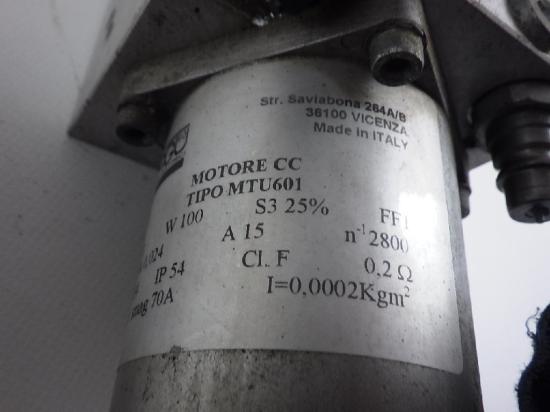 Str. Saviabona 264A/B
36100 VICENZA
Made in ITALY
MOTORE CC
TIPO MTU601
W 100 S3 25% FF1
A 15 n⁻¹ 2800
IP 54 Cl. F 0,2 Ω
70A I=0,0002Kgm²